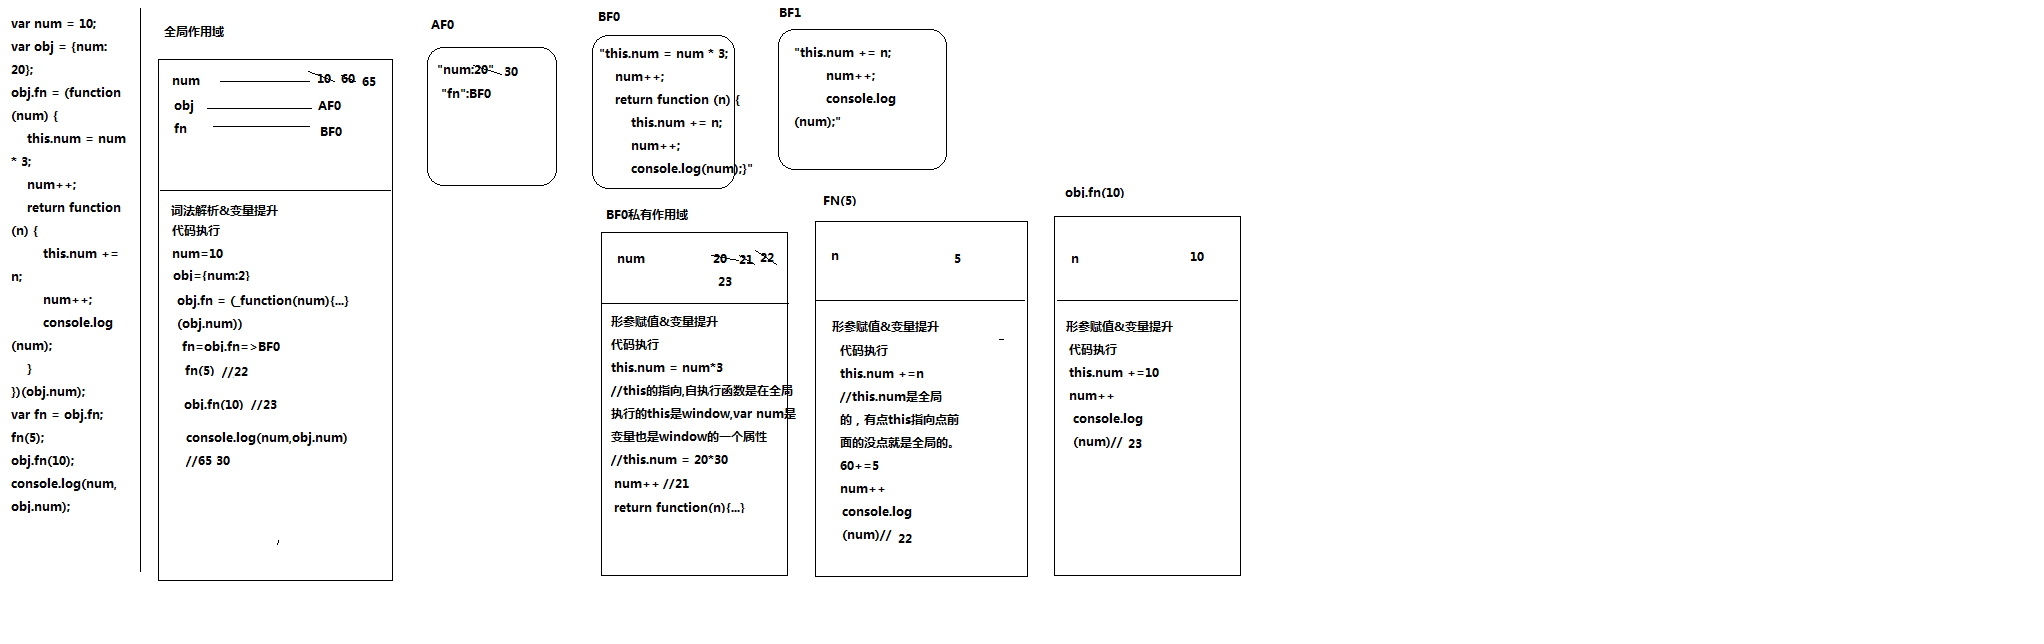 var num = 10;
var obj = {num:
20};
obj.fn = (function
(num) {
this.num = num
* 3;
num++;
return function
(n) {
this.num +=
n;
num++;
console.log
(num);
}
})(obj.num);
var fn = obj.fn;
fn(5);
obj.fn(10);
console.log(num,
obj.num);
全局作用域
num 10 60 65
obj AF0
fn BF0
词法解析&变量提升
代码执行
num=10
obj={num:2}
obj.fn = (_function(num){...}
(obj.num))
fn=obj.fn=>BF0
fn(5) //22
obj.fn(10) //23
console.log(num,obj.num)
//65 30
AF0
"num:20" 30
"fn":BF0
BF0
"this.num = num * 3;
num++;
return function (n) {
this.num += n;
num++;
console.log(num);}"
BF1
"this.num += n;
num++;
console.log
(num);"
BF0私有作用域
num 20 21 22
23
形参赋值&变量提升
代码执行
this.num = num*3
//this的指向,自执行函数是在全局
执行的this是window,var num是
变量也是window的一个属性
//this.num = 20*30
num++ //21
return function(n){...}
FN(5)
n 5
形参赋值&变量提升
代码执行
this.num +=n
//this.num是全局
的，有点this指向点前
面的没点就是全局的。
60+=5
num++
console.log
(num)// 22
obj.fn(10)
n 10
形参赋值&变量提升
代码执行
this.num +=10
num++
console.log
(num)// 23